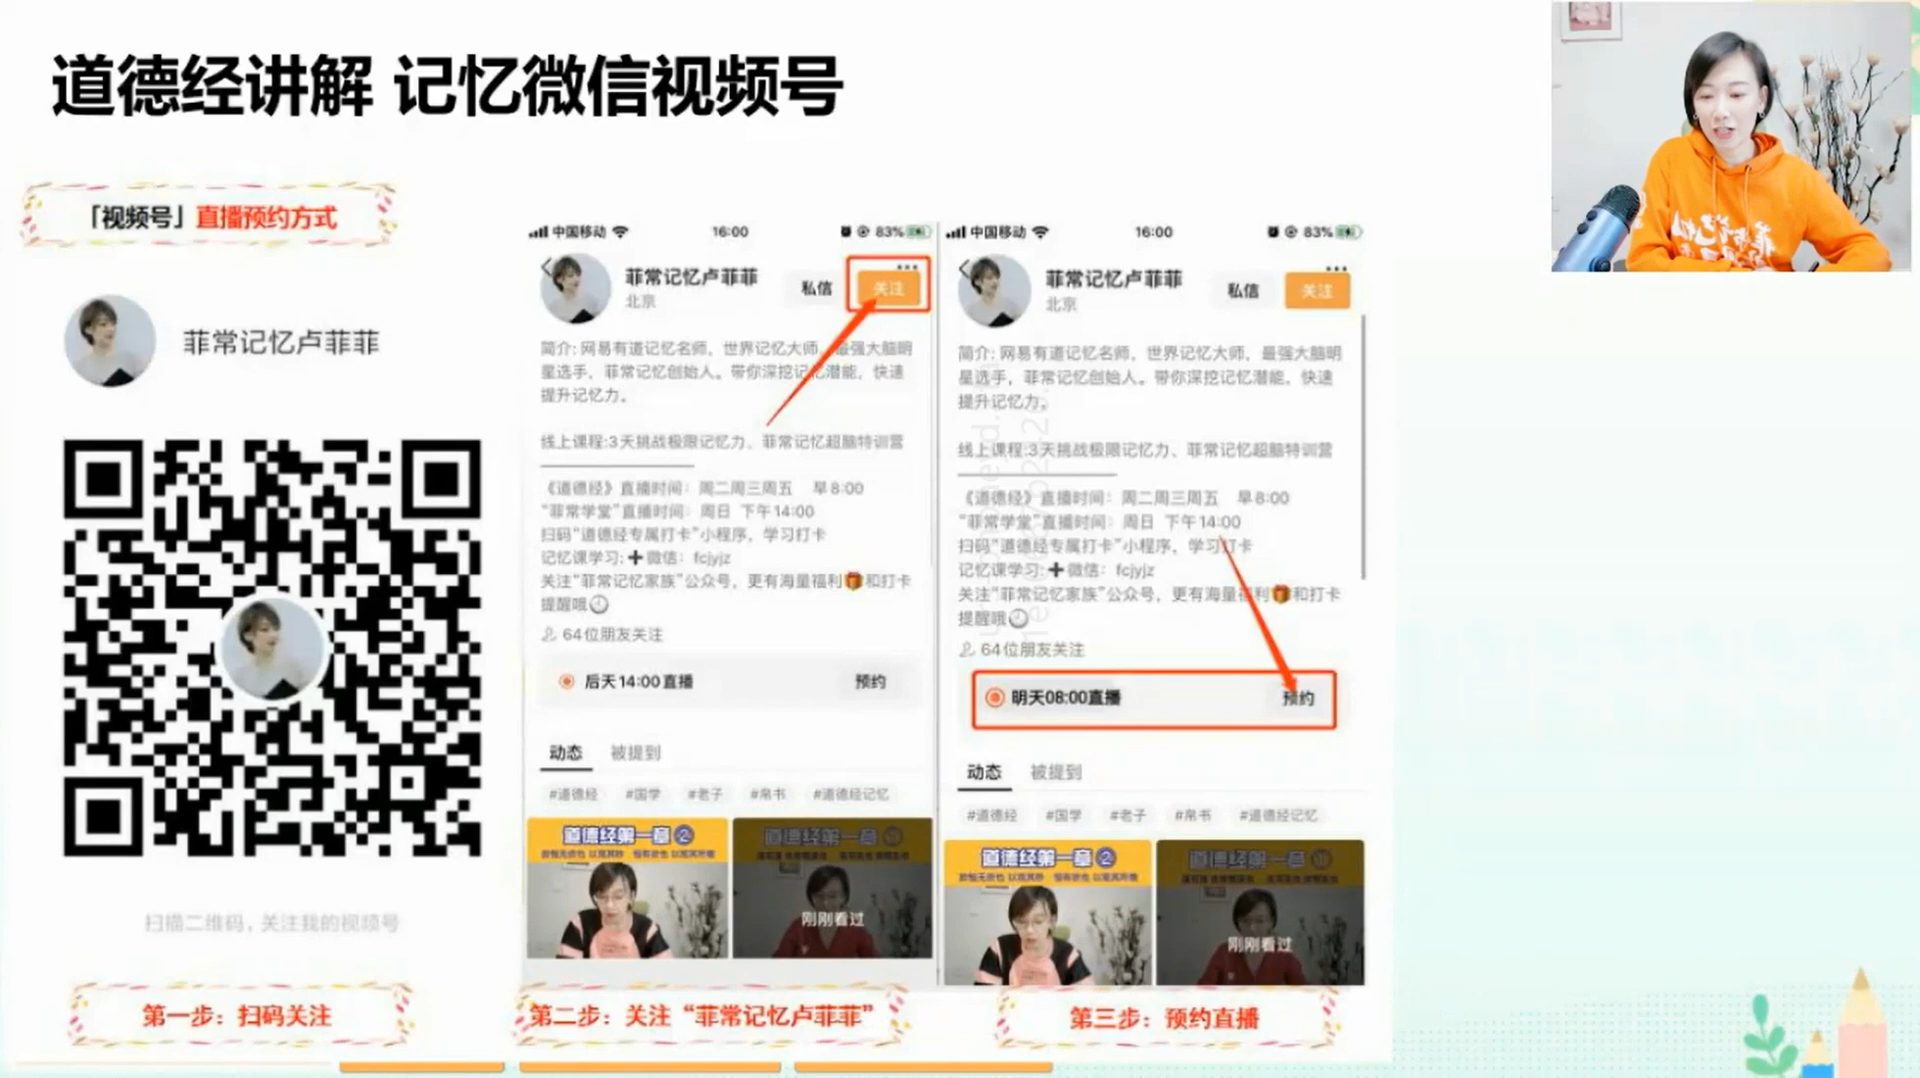 道德经讲解 记忆微信视频号
「视频号」直播预约方式
菲常记忆卢菲菲
扫描二维码，关注我的视频号
第一步：扫码关注
中国移动
16:00
83%
菲常记忆卢菲菲
北京
私信
关注
简介: 网易有道记忆名师，世界记忆大师，最强大脑明
星选手，菲常记忆创始人。带你深挖记忆潜能，快速
提升记忆力。
线上课程:3天挑战极限记忆力、菲常记忆超脑特训营
《道德经》直播时间：周二周三周五 早8:00
“菲常学堂”直播时间：周日 下午14:00
扫码“道德经专属打卡”小程序，学习打卡
记忆课学习:➕微信：fcjyjz
关注“菲常记忆家族”公众号，更有海量福利🎁和打卡
提醒哦🕘
64位朋友关注
后天14:00直播
预约
动态
被提到
#道德经
#国学
#老子
#帛书
#道德经记忆
道德经第一章②
道德经第一章
刚刚看过
第二步：关注“菲常记忆卢菲菲”
中国移动
16:00
83%
菲常记忆卢菲菲
北京
私信
关注
简介: 网易有道记忆名师，世界记忆大师，最强大脑明
星选手，菲常记忆创始人。带你深挖记忆潜能，快速
提升记忆力。
线上课程:3天挑战极限记忆力、菲常记忆超脑特训营
《道德经》直播时间：周二周三周五 早8:00
“菲常学堂”直播时间：周日 下午14:00
扫码“道德经专属打卡”小程序，学习打卡
记忆课学习:➕微信：fcjyjz
关注“菲常记忆家族”公众号，更有海量福利🎁和打卡
提醒哦🕘
64位朋友关注
明天08:00直播
预约
动态
被提到
#道德经
#国学
#老子
#帛书
#道德经记忆
道德经第一章②
道德经第一章
刚刚看过
第三步：预约直播